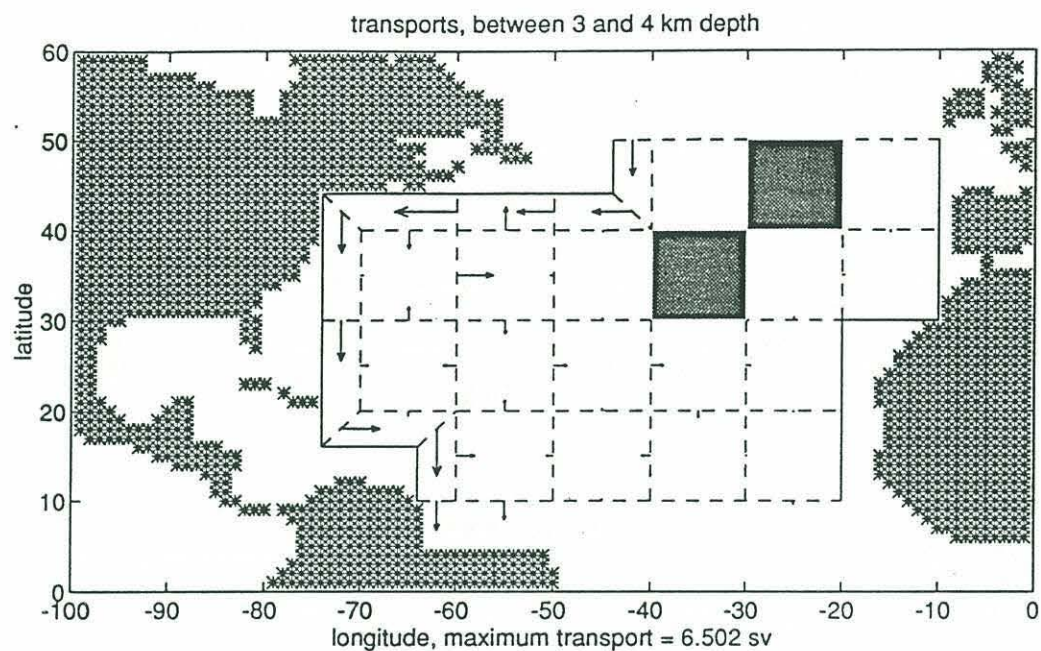 transports, between 3 and 4 km depth
60
50
40
30
20
10
0
latitude
-100 -90 -80 -70 -60 -50 -40 -30 -20 -10 0
longitude, maximum transport = 6.502 sv